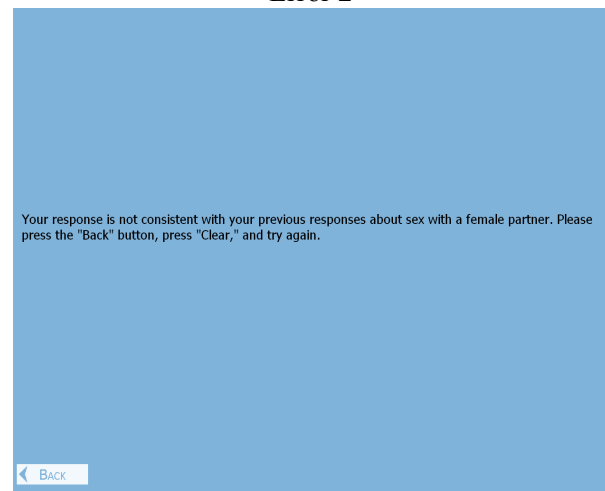 Your response is not consistent with your previous responses about sex with a female partner. Please
press the "Back" button, press "Clear," and try again.
BACK